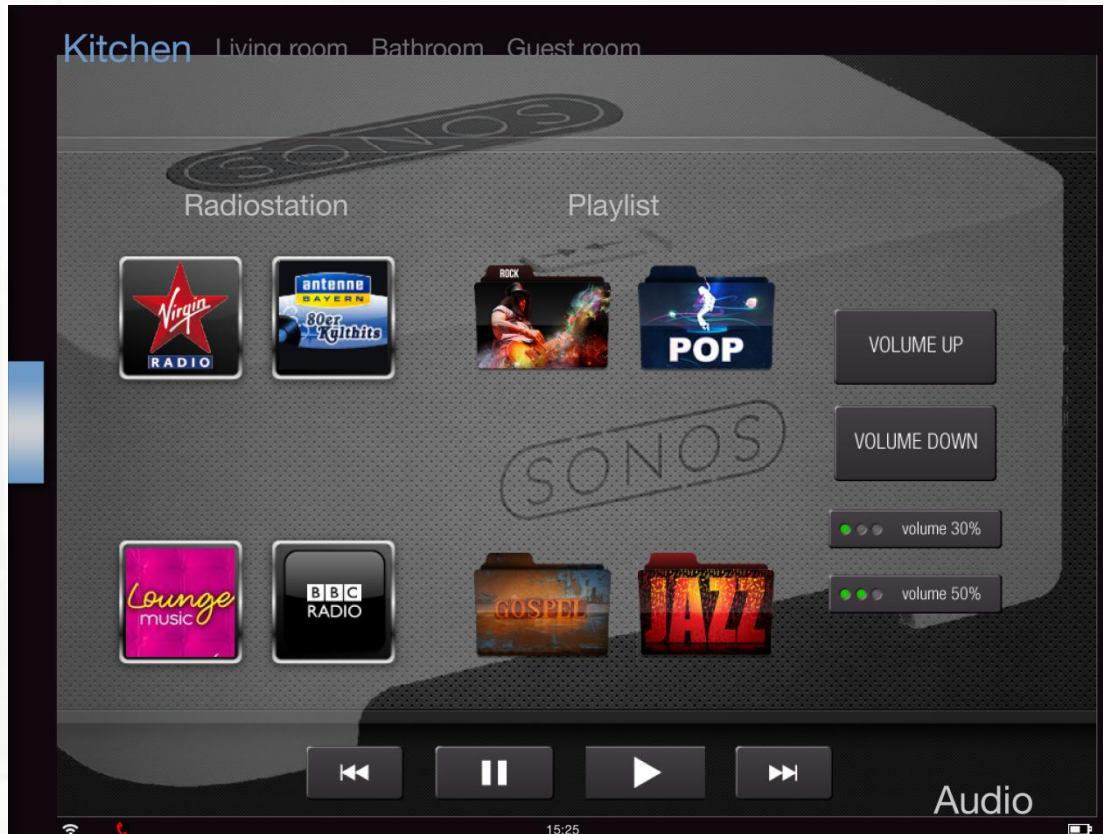 Kitchen Living room Bathroom Guest room
SONOS
Radiostation
Playlist
Virgin
RADIO
antenne
BAYERN
80er
Kulthits
ROCK
POP
VOLUME UP
VOLUME DOWN
SONOS
volume 30%
volume 50%
Lounge
music
BBC
RADIO
GOSPEL
JAZZ
Audio
15:25